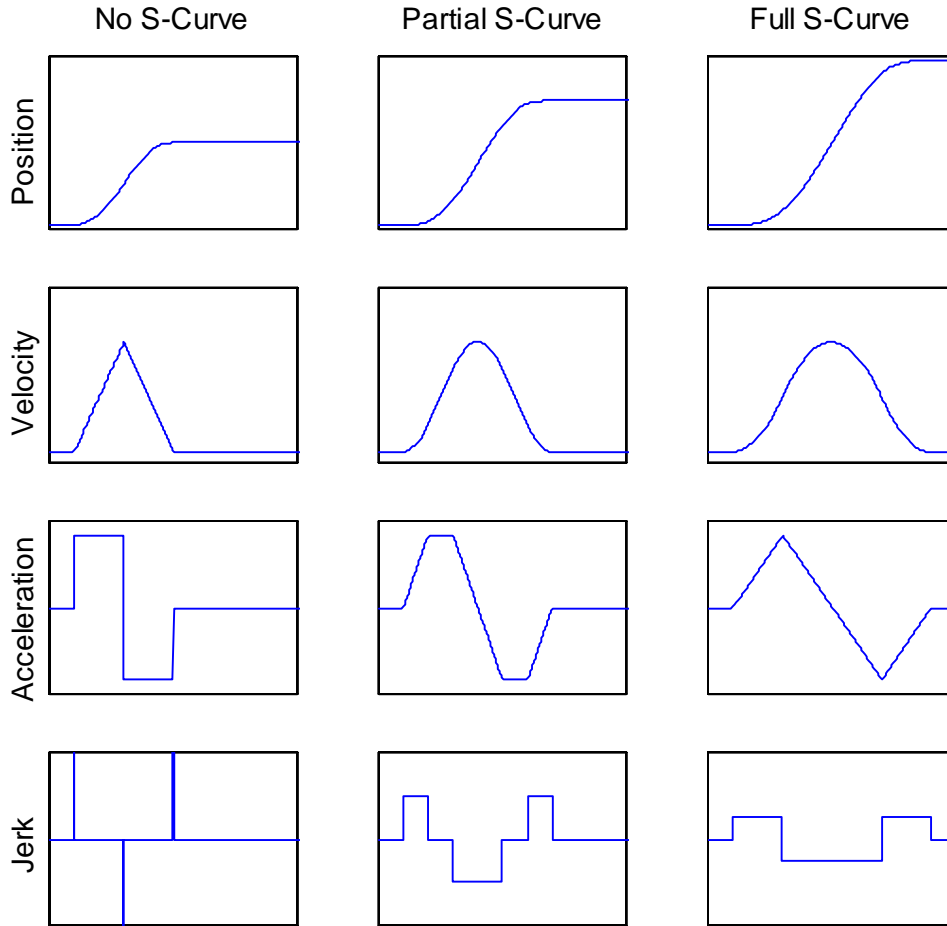 No S-Curve
Partial S-Curve
Full S-Curve
Position
Velocity
Acceleration
Jerk